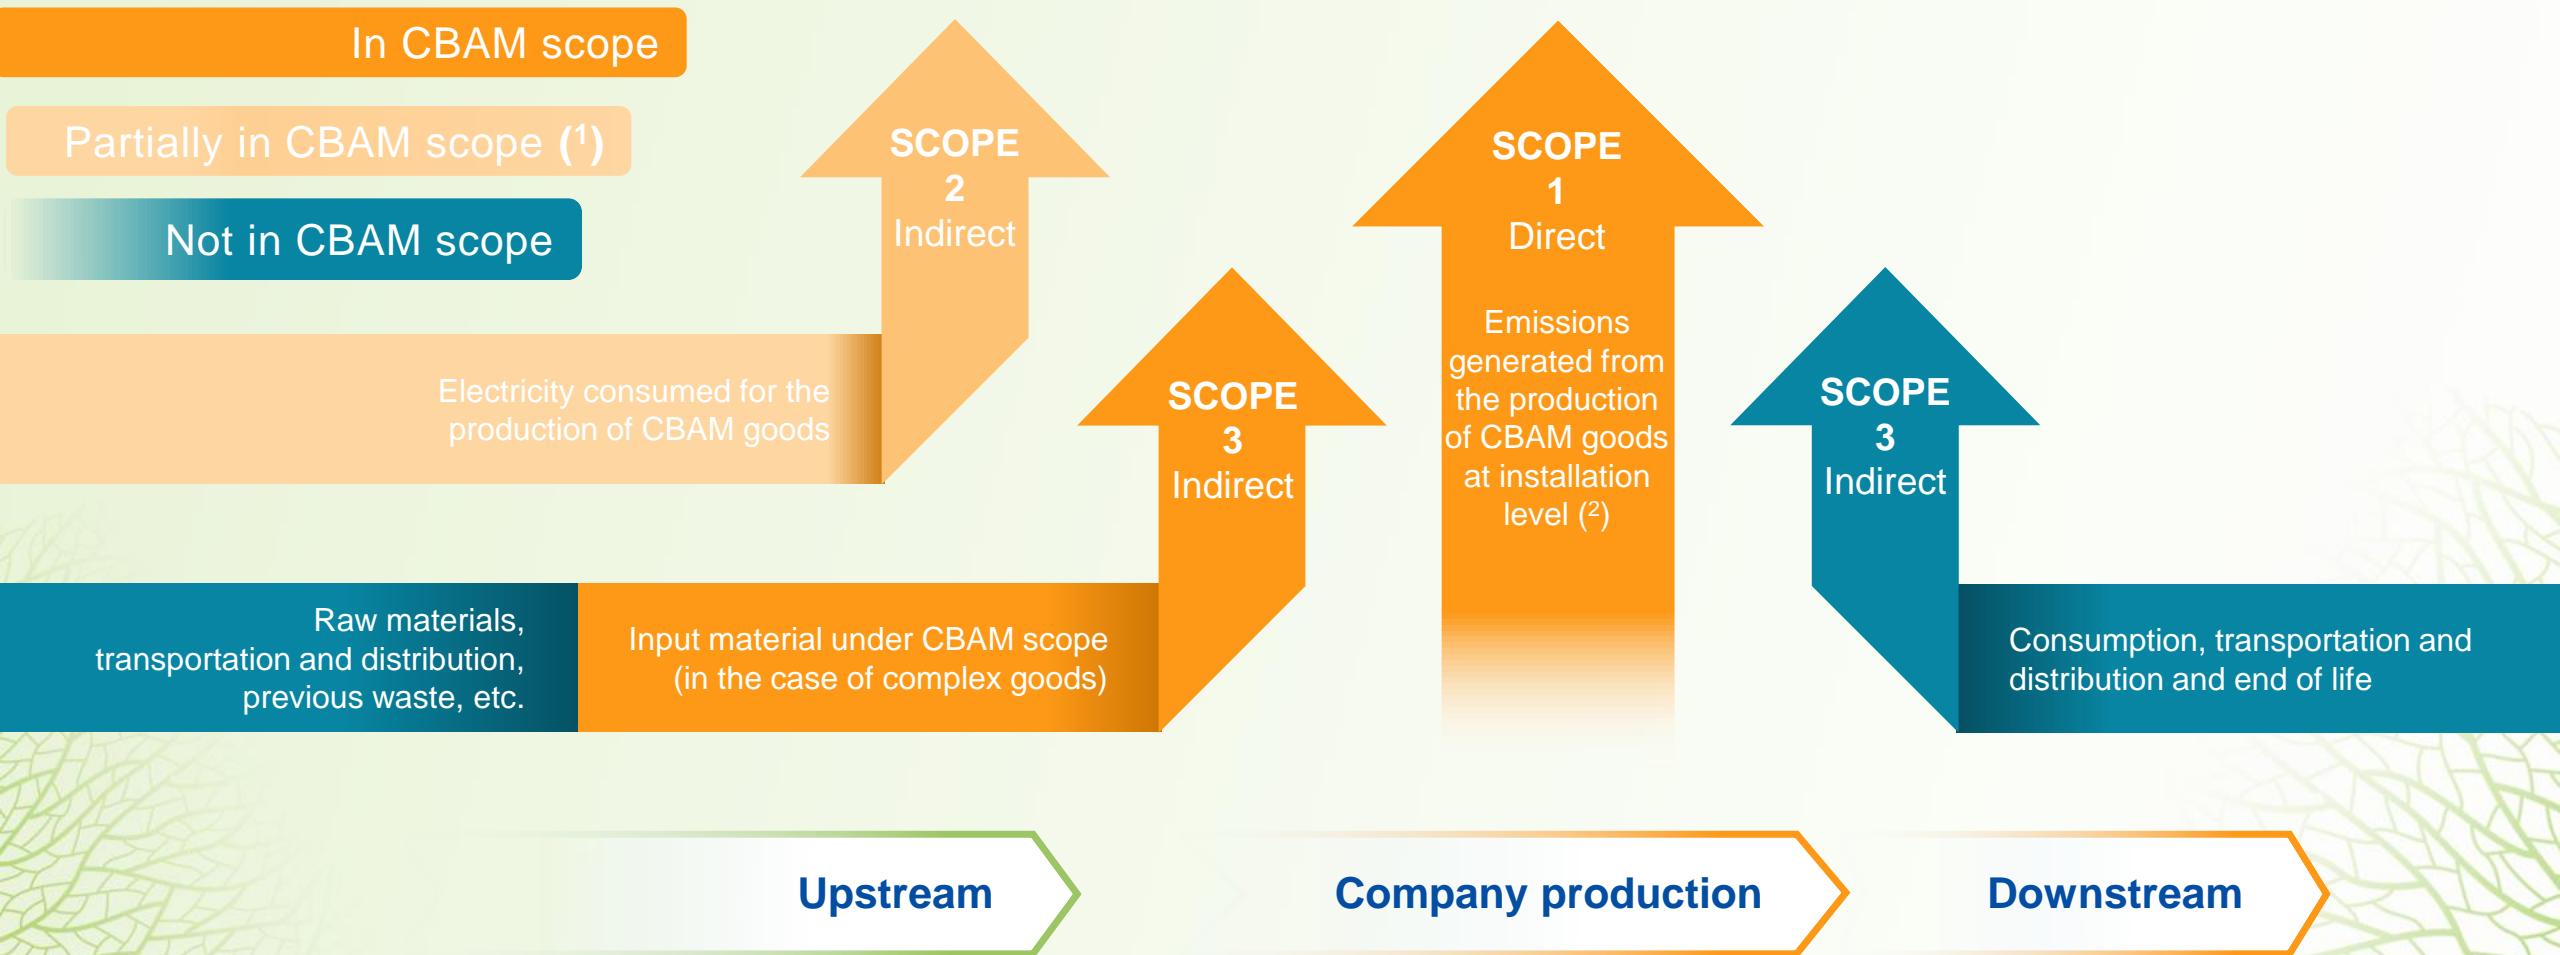 In CBAM scope
Partially in CBAM scope (¹)
Not in CBAM scope
SCOPE
2
Indirect
Electricity consumed for the
production of CBAM goods
SCOPE
3
Indirect
SCOPE
1
Direct
Emissions
generated from
the production
of CBAM goods
at installation
level (²)
SCOPE
3
Indirect
Raw materials,
transportation and distribution,
previous waste, etc.
Input material under CBAM scope
(in the case of complex goods)
Consumption, transportation and
distribution and end of life
Upstream
Company production
Downstream